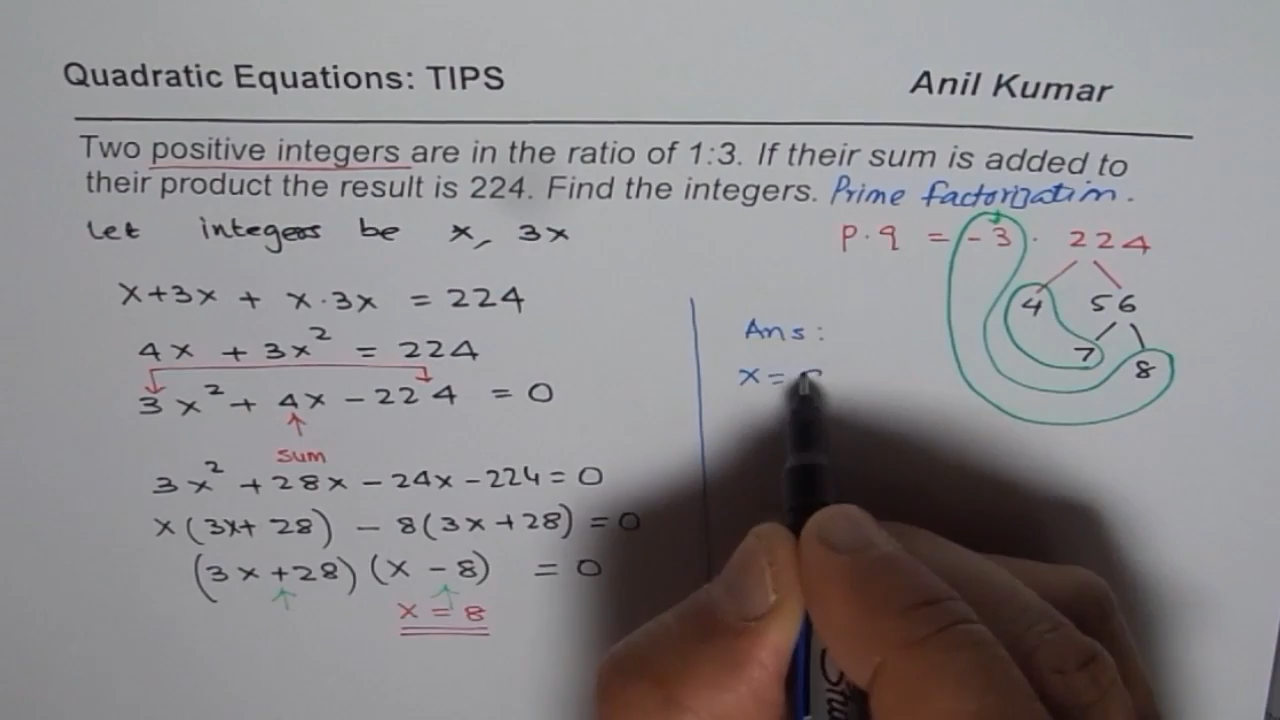 Quadratic Equations: TIPS
Anil Kumar
Two positive integers are in the ratio of 1:3. If their sum is added to
their product the result is 224. Find the integers. Prime factorization.
Let integers be x, 3x
P.q = -3 . 224
4 56
7 8
x+3x + x.3x = 224
4x + 3x² = 224
3x² + 4x - 224 = 0
sum
3x² + 28x - 24x - 224 = 0
x(3x+28) - 8(3x+28) = 0
(3x+28)(x-8) = 0
x = 8
Ans:
x =